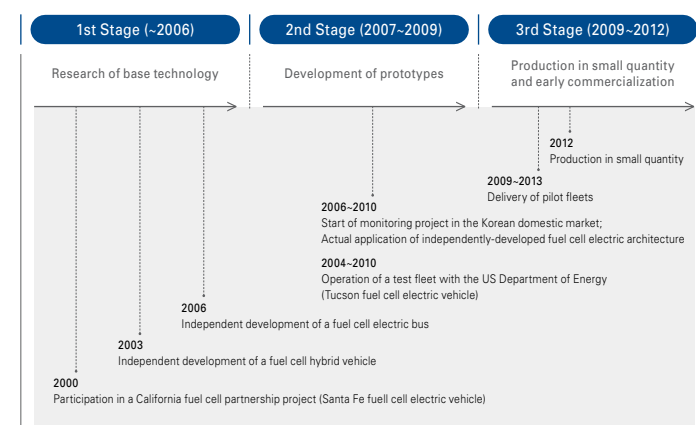 1st Stage (~2006)
2nd Stage (2007~2009)
3rd Stage (2009~2012)
Research of base technology
Development of prototypes
Production in small quantity
and early commercialization
2012
Production in small quantity
2009~2013
Delivery of pilot fleets
2006~2010
Start of monitoring project in the Korean domestic market;
Actual application of independently-developed fuel cell electric architecture
2004~2010
Operation of a test fleet with the US Department of Energy
(Tucson fuel cell electric vehicle)
2006
Independent development of a fuel cell electric bus
2003
Independent development of a fuel cell hybrid vehicle
2000
Participation in a California fuel cell partnership project (Santa Fe fuell cell electric vehicle)